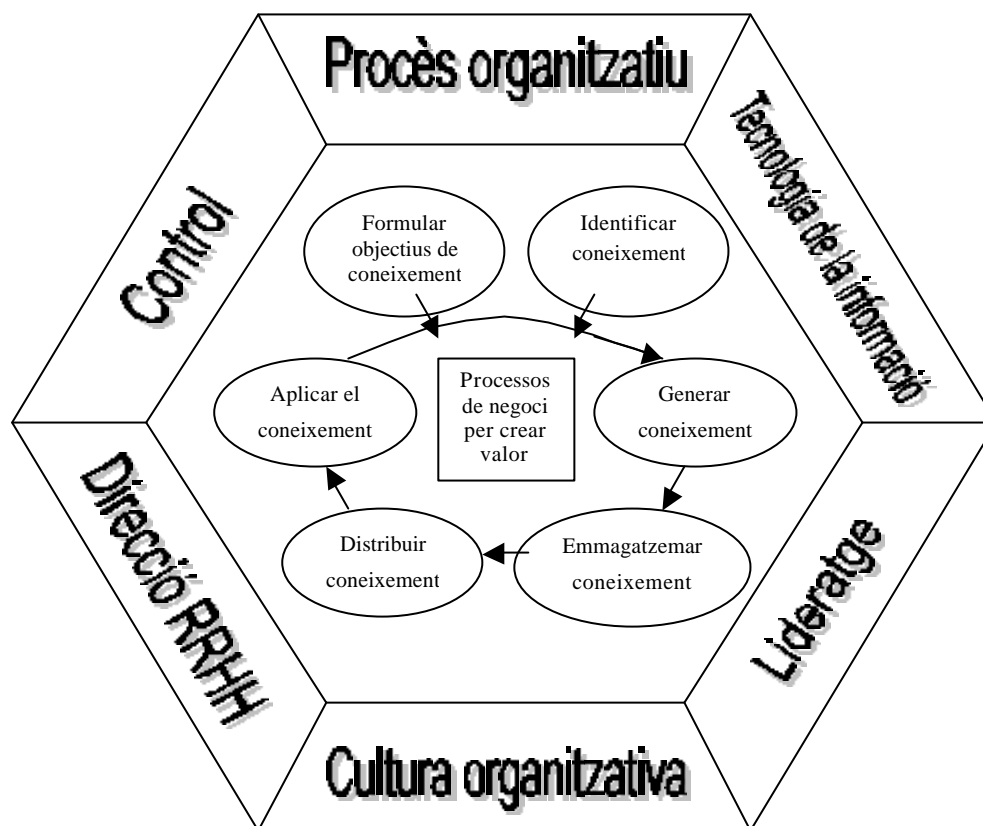 Procès organitzatiu
Tecnología de la informació
Control
Formular
objectius de
coneixement
Identificar
coneixement
Aplicar el
coneixement
Processos
de negoci
per crear
valor
Generar
coneixement
Distribuir
coneixement
Emmagatzemar
coneixement
Direcció RRHH
Lideratge
Cultura organitzativa